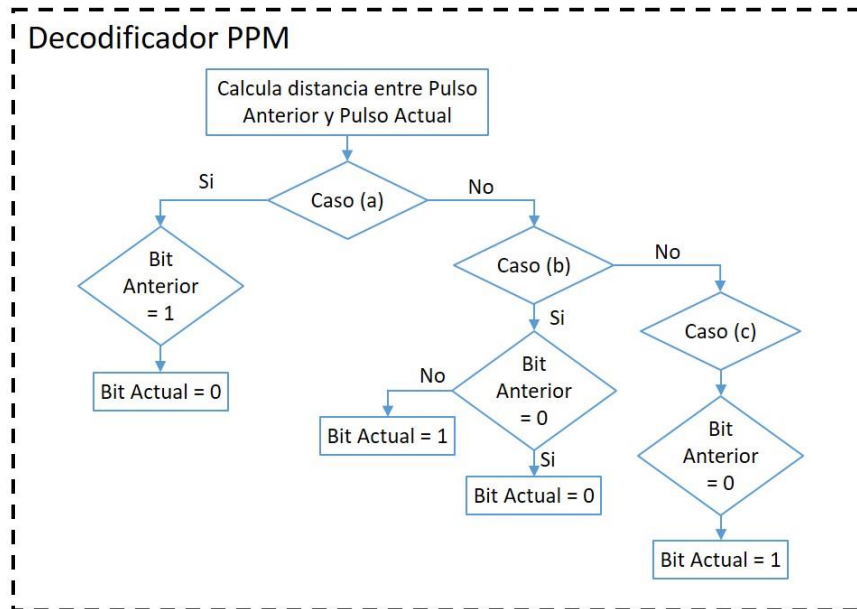 Decodificador PPM
Calcula distancia entre Pulso
Anterior y Pulso Actual
Si
Caso (a)
No
Bit
Anterior
= 1
Bit Actual = 0
Caso (b)
No
Si
Caso (c)
Bit
Anterior
= 0
No
Bit Actual = 1
Si
Bit Actual = 0
Bit
Anterior
= 0
Bit Actual = 1